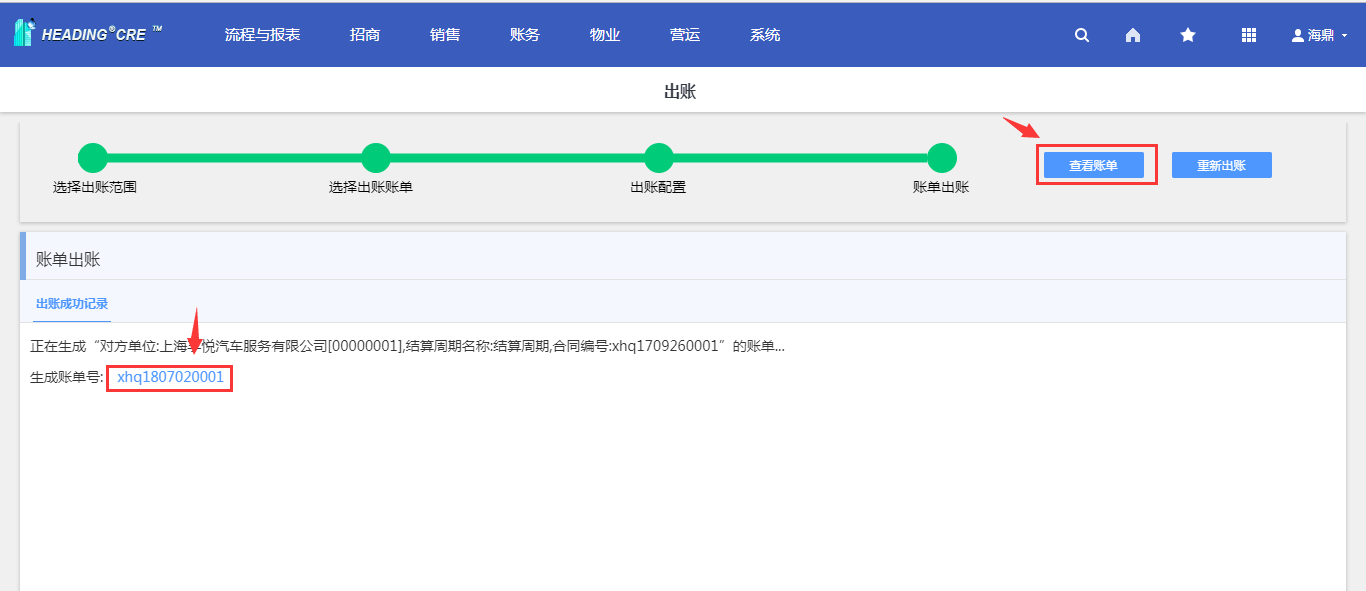 HEADING®CRE ™
流程与报表 招商 销售 账务 物业 营运 系统 海鼎
出账
选择出账范围 选择出账账单 出账配置 账单出账 查看账单 重新出账
账单出账
出账成功记录
正在生成“对方单位:上海 悦汽车服务有限公司[00000001],结算周期名称:结算周期,合同编号:xhq1709260001”的账单...
生成账单号: xhq1807020001